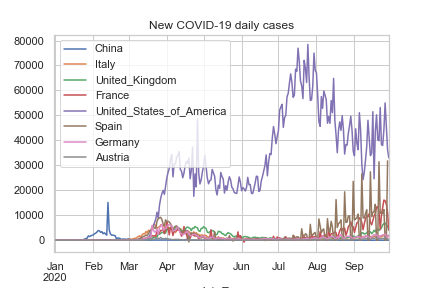 New COVID-19 daily cases
80000
70000
60000
50000
40000
30000
20000
10000
0
China
Italy
United_Kingdom
France
United_States_of_America
Spain
Germany
Austria
Jan Feb Mar Apr May Jun Jul Aug Sep
2020